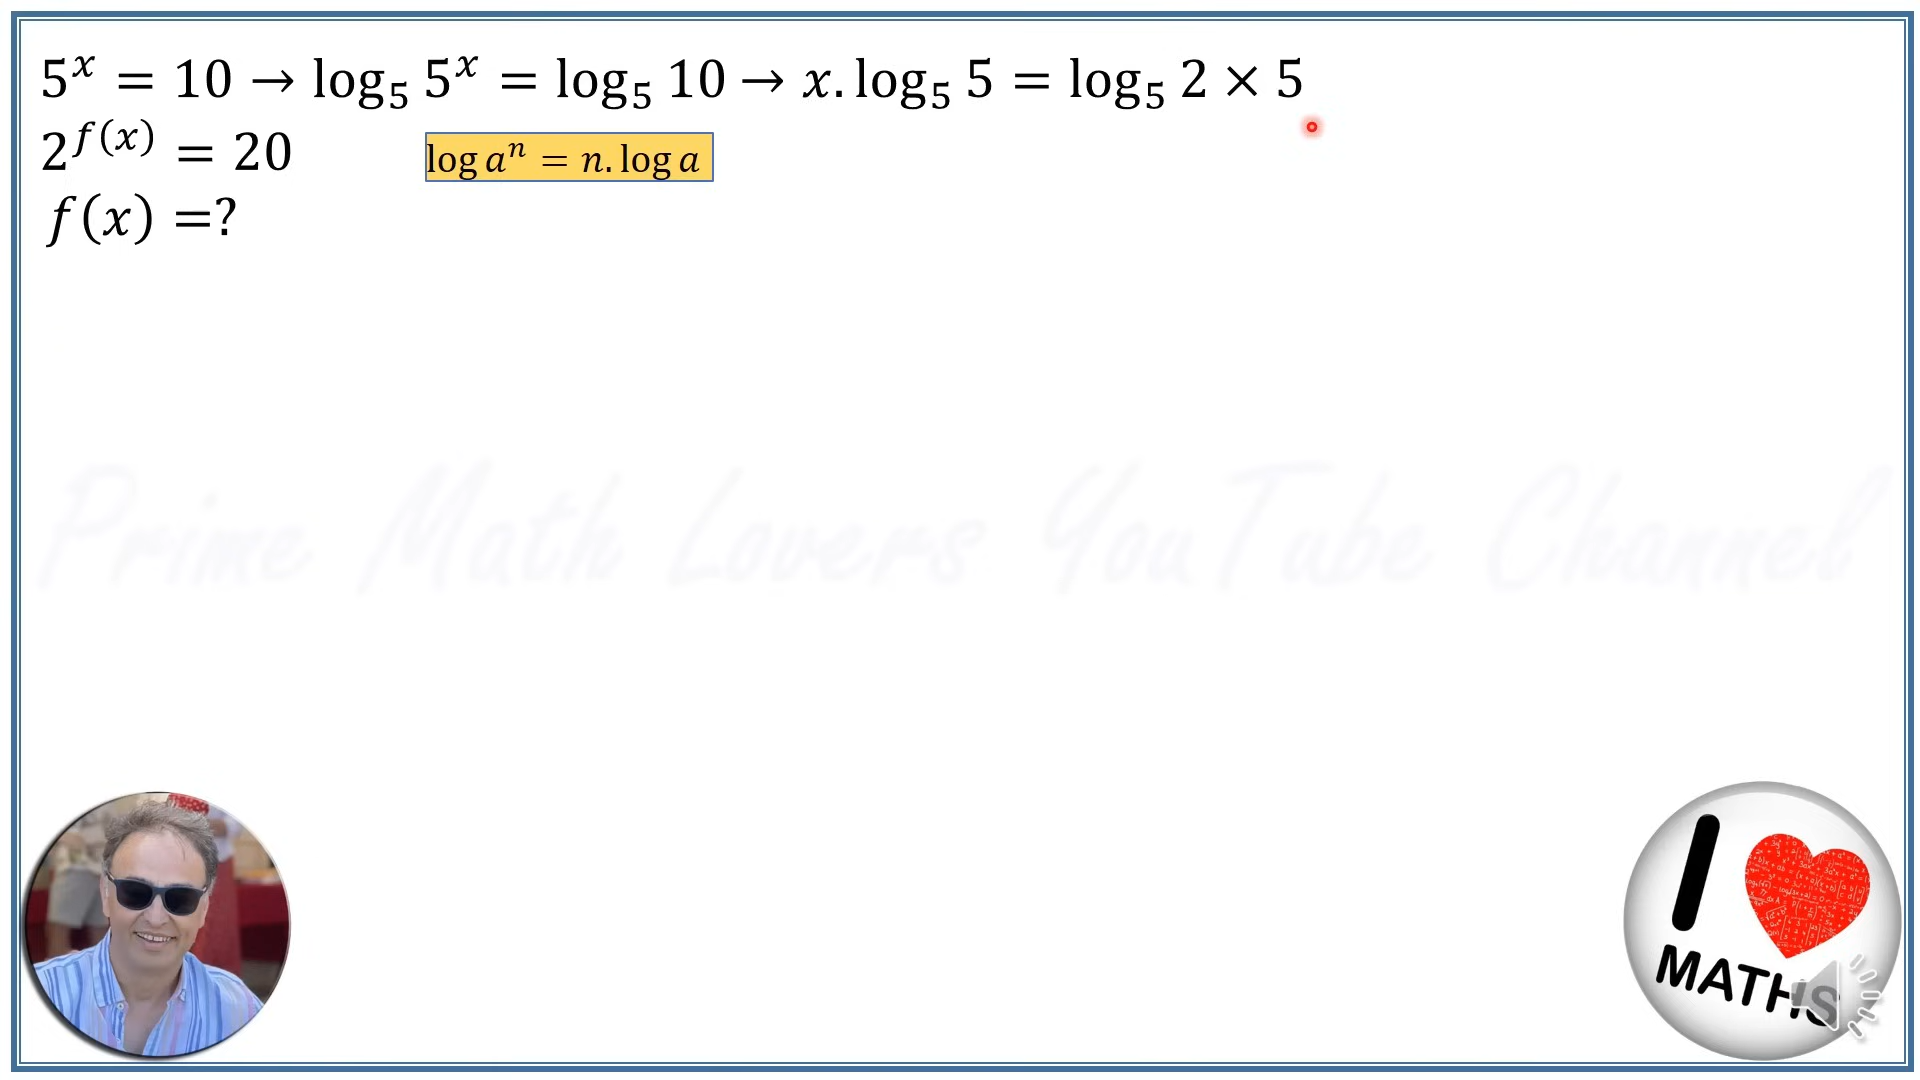 5^x = 10 → log₅ 5^x = log₅ 10 → x. log₅ 5 = log₅ 2 × 5
2^f(x) = 20
log a^n = n. log a
f(x) =?
Prime Math Lovers YouTube Channel
I
MATHS